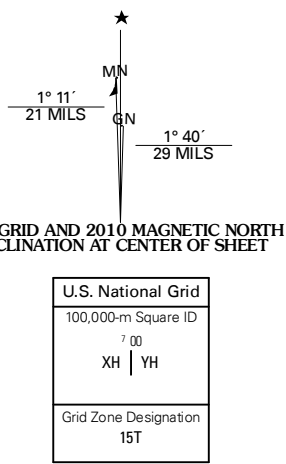 MN
1° 11´
21 MILS
GN
1° 40´
29 MILS
GRID AND 2010 MAGNETIC NORTH
CLINATION AT CENTER OF SHEET
U.S. National Grid
100,000-m Square ID
7 00
XH YH
Grid Zone Designation
15T